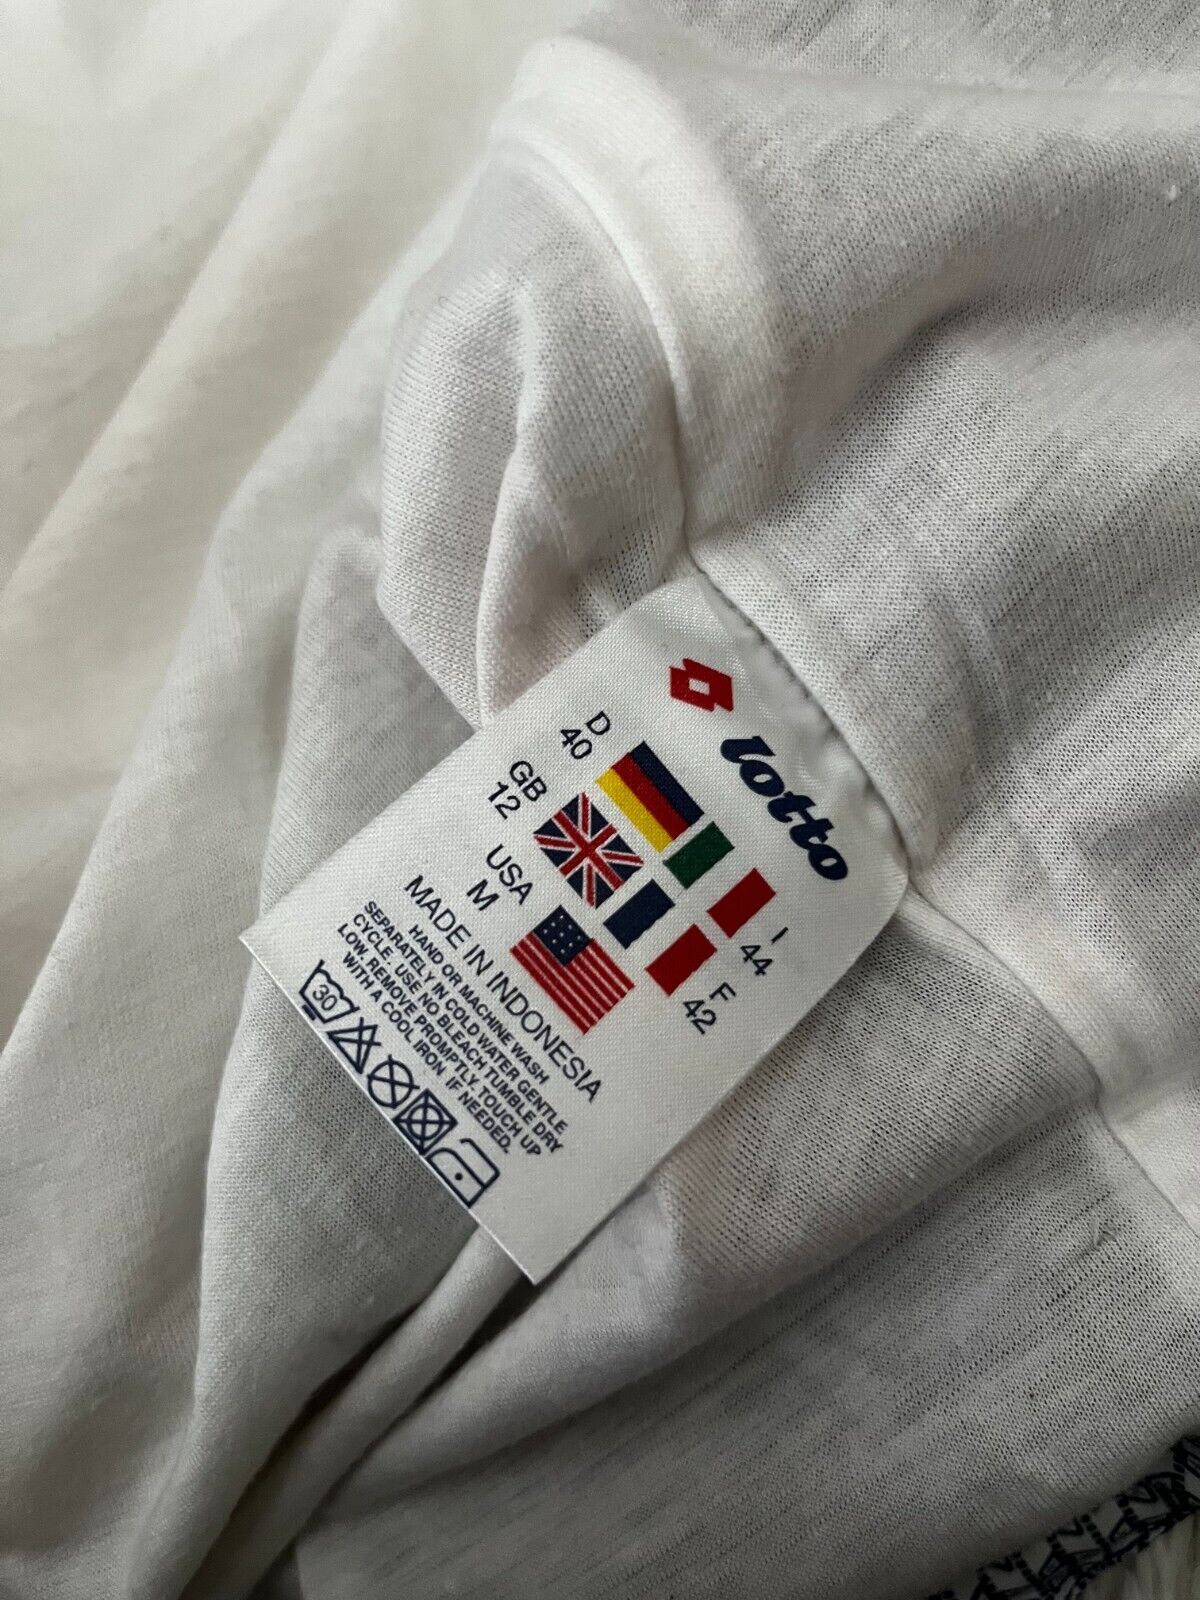 lotto
D
40
GB
12
USA
M
I
44
F
42
MADE IN INDONESIA
HAND OR MACHINE WASH
SEPARATELY IN COLD WATER GENTLE
CYCLE. USE NO BLEACH TUMBLE DRY
LOW. REMOVE PROMPTLY. TOUCH UP
WITH A COOL IRON IF NEEDED.
30